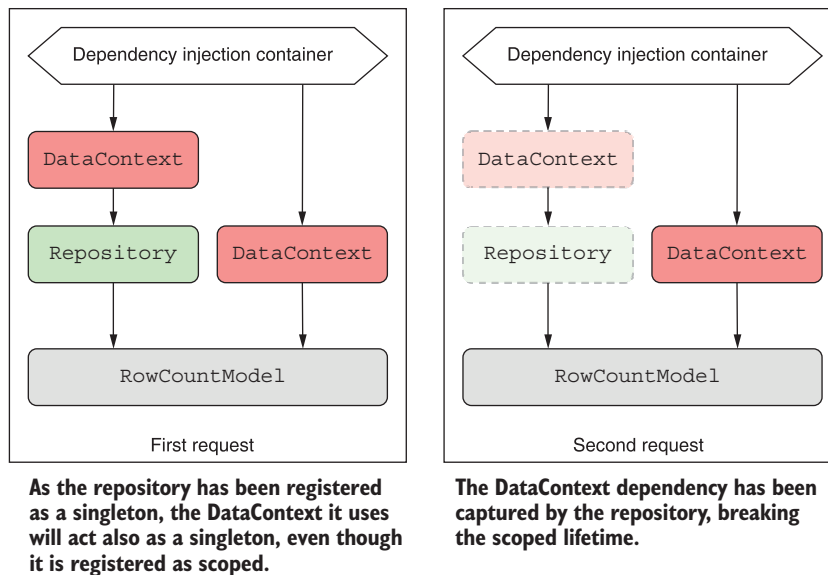 Dependency injection container
DataContext
Repository
DataContext
RowCountModel
First request
As the repository has been registered
as a singleton, the DataContext it uses
will act also as a singleton, even though
it is registered as scoped.
Dependency injection container
DataContext
Repository
DataContext
RowCountModel
Second request
The DataContext dependency has been
captured by the repository, breaking
the scoped lifetime.